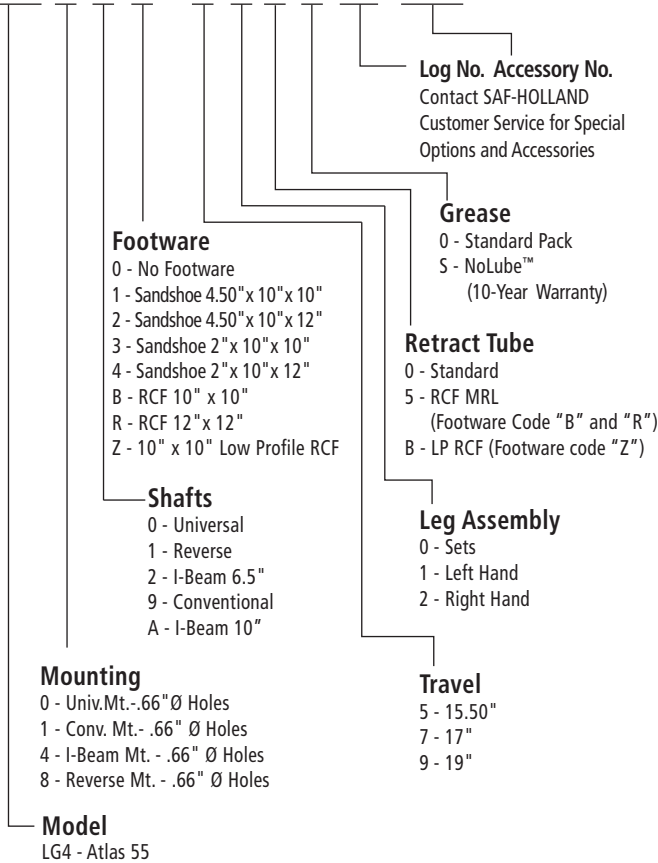 Log No. Accessory No.
Contact SAF-HOLLAND
Customer Service for Special
Options and Accessories
Grease
0 - Standard Pack
S - NoLube™
(10-Year Warranty)
Footware
0 - No Footware
1 - Sandshoe 4.50"x 10"x 10"
2 - Sandshoe 4.50"x 10"x 12"
3 - Sandshoe 2"x 10"x 10"
4 - Sandshoe 2"x 10"x 12"
B - RCF 10" x 10"
R - RCF 12"x 12"
Z - 10" x 10" Low Profile RCF
Retract Tube
0 - Standard
5 - RCF MRL
(Footware Code "B" and "R")
B - LP RCF (Footware code "Z")
Shafts
0 - Universal
1 - Reverse
2 - I-Beam 6.5"
9 - Conventional
A - I-Beam 10"
Leg Assembly
0 - Sets
1 - Left Hand
2 - Right Hand
Mounting
0 - Univ.Mt.-.66"Ø Holes
1 - Conv. Mt.- .66" Ø Holes
4 - I-Beam Mt. - .66" Ø Holes
8 - Reverse Mt. - .66" Ø Holes
Travel
5 - 15.50"
7 - 17"
9 - 19"
Model
LG4 - Atlas 55